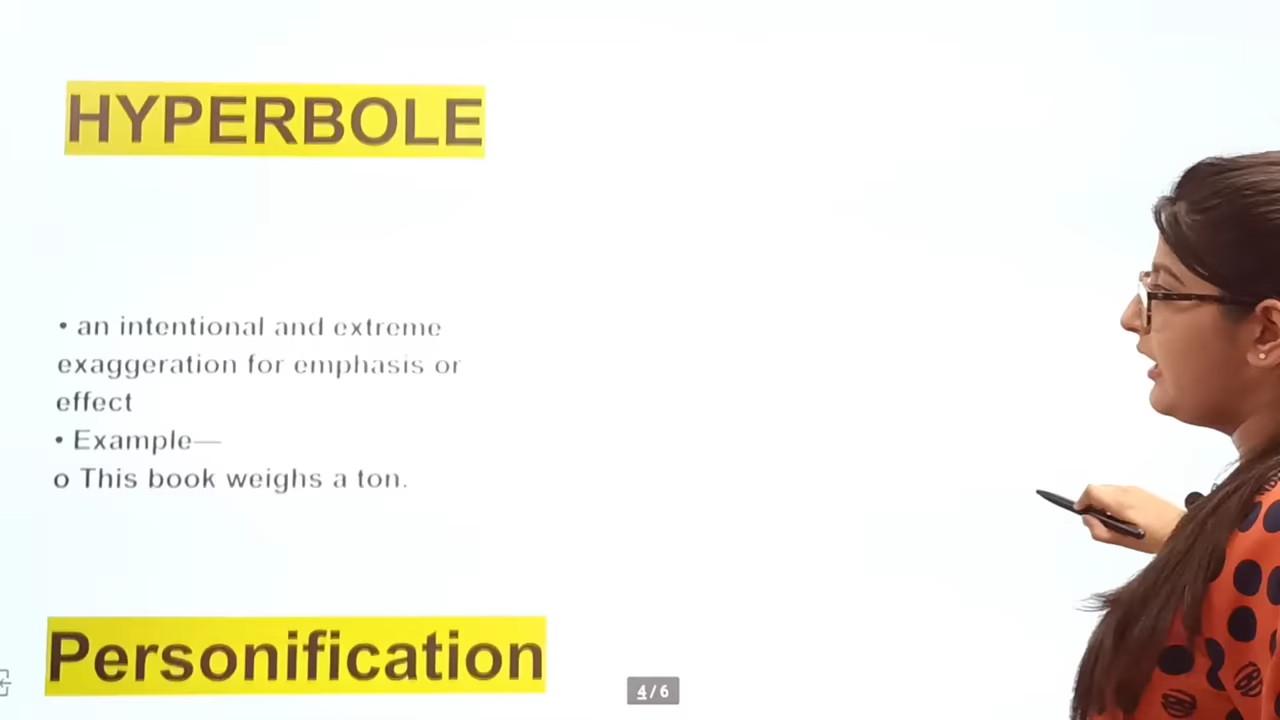 HYPERBOLE
• an intentional and extreme
exaggeration for emphasis or
effect
• Example—
o This book weighs a ton.
Personification
4 / 6